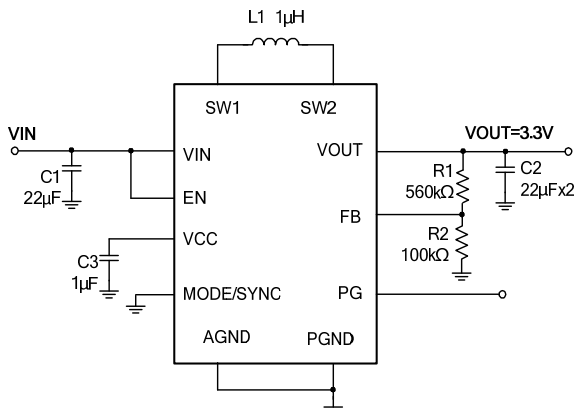 L1 1µH
SW1 SW2
VIN
VOUT=3.3V
VIN
VOUT
C1
22µF
R1
560kΩ
C2
22µFx2
EN
FB
VCC
R2
100kΩ
C3
1µF
MODE/SYNC
PG
AGND
PGND